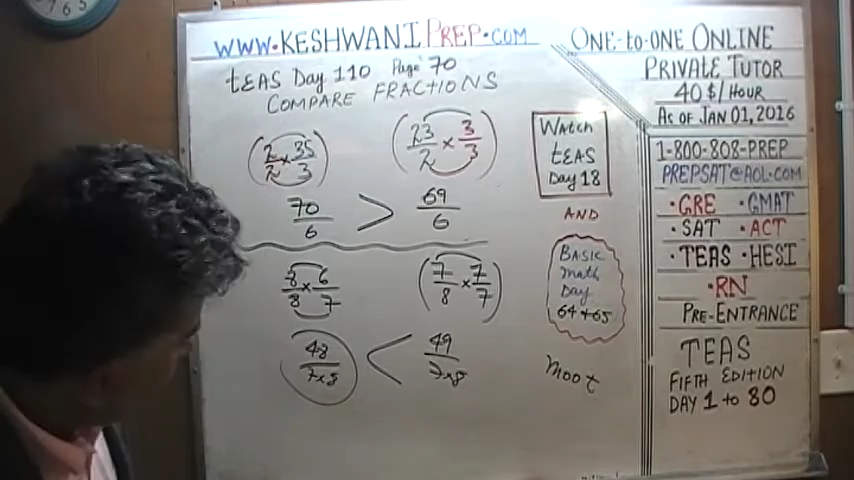 www.KESHWANIPREP.COM
tEAS Day 110 Page 70
COMPARE FRACTIONS
2/2 × 35/3
23/2 × 3/3
70/6 > 69/6
8/8 × 6/7
7/8 × 7/7
48/7×8 < 49/7×8
Watch
tEAS
Day 18
AND
BASIC
math
Day
64 + 65
moot
ONE-to-ONE ONLINE
PRIVATE TUTOR
40 $/HOUR
AS OF JAN 01, 2016
1-800-808-PREP
PREPSAT@AOL.COM
•GRE •GMAT
•SAT •ACT
•TEAS •HESI
•RN
PRE-ENTRANCE
TEAS
FIFTH EDITION
DAY 1 to 80
7 6 5